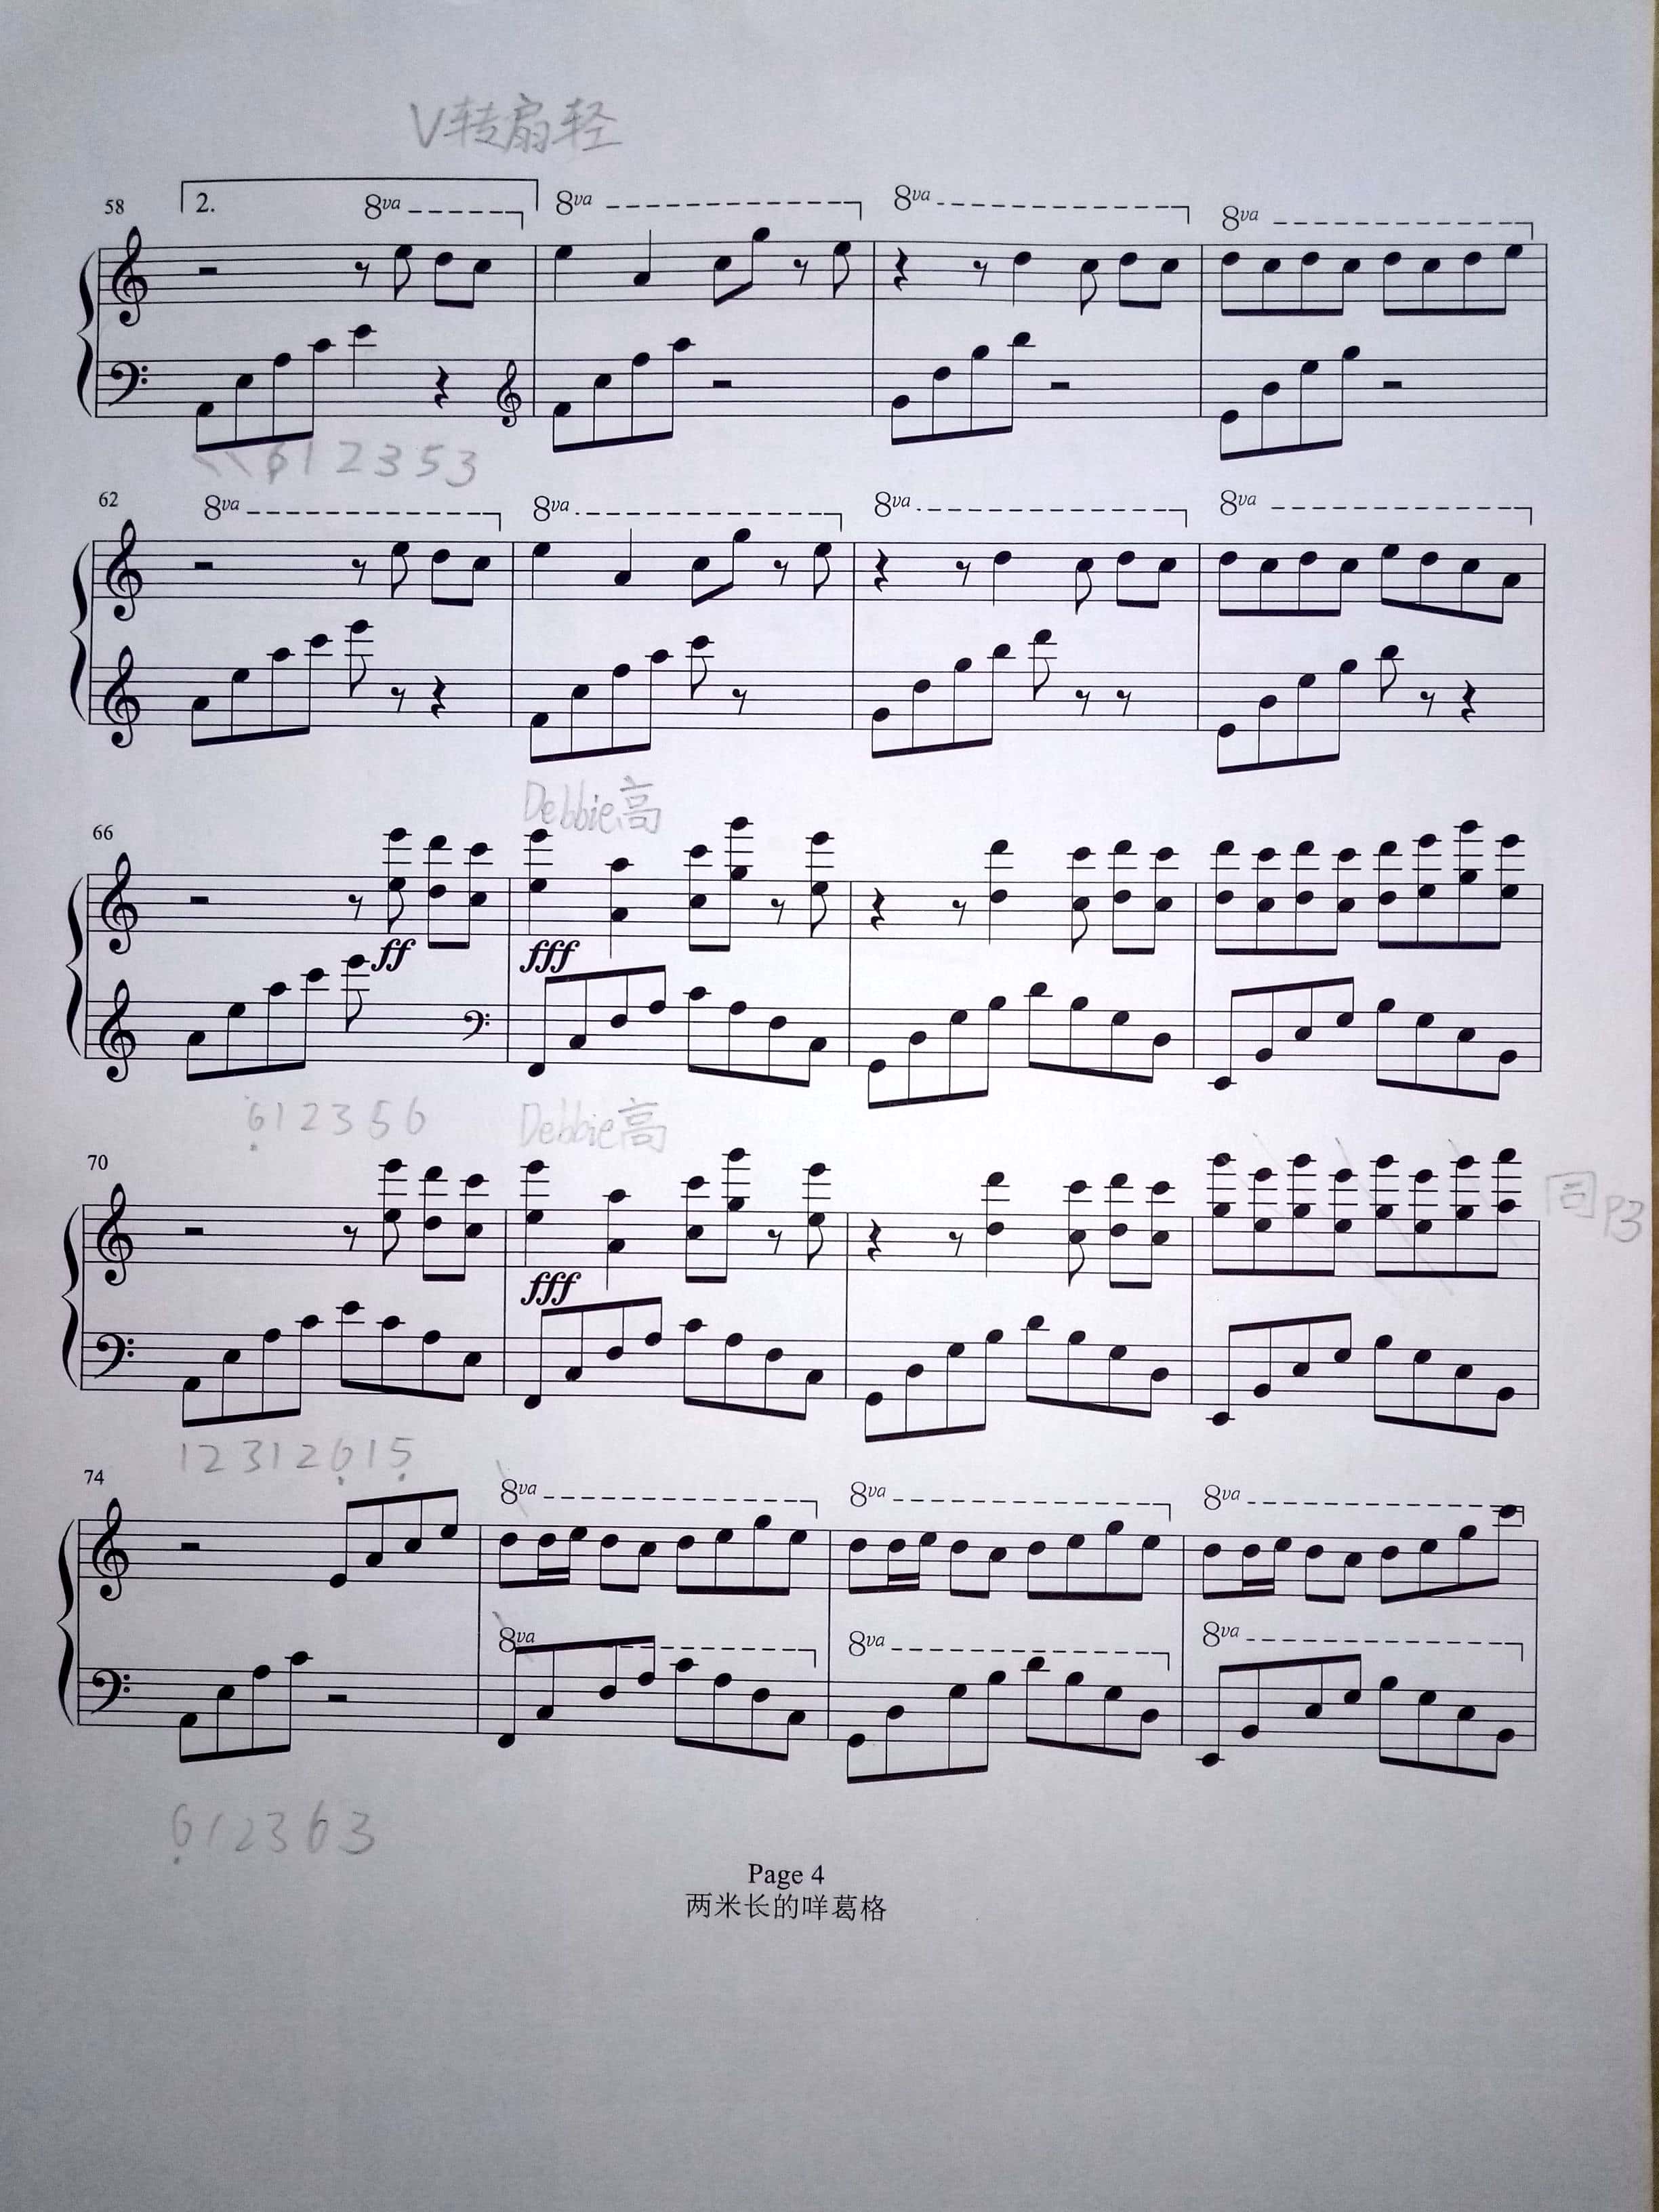 V转扇轻
58 2. 8va 8va 8va 8va
612353
62 8va 8va 8va 8va
Debbie高
66
ff fff
612356 Debbie高
70
同P3
fff
12312615
74 8va 8va 8va
8va 8va 8va
612363
Page 4
两米长的咩葛格